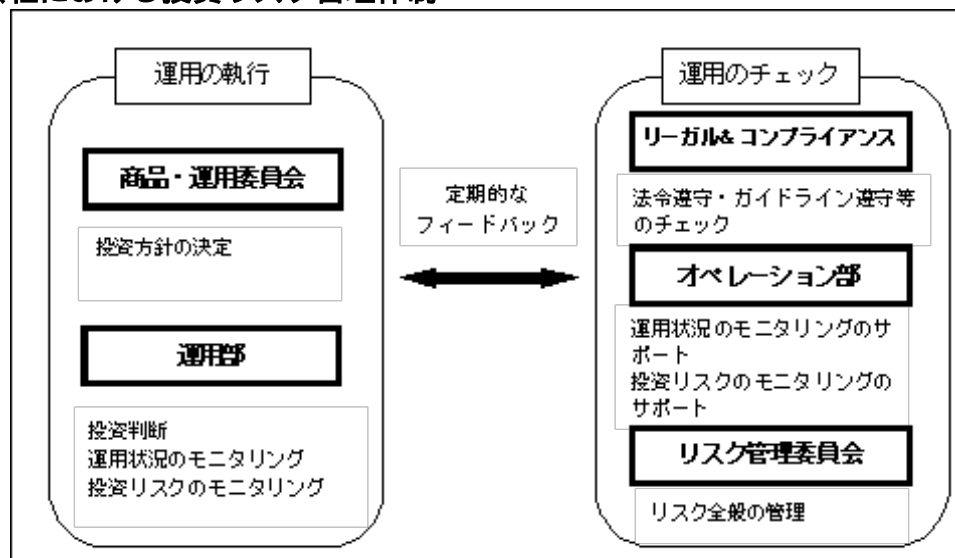 運用の執行
商品・運用委員会
投資方針の決定
運用部
投資判断
運用状況のモニタリング
投資リスクのモニタリング
定期的な
フィードバック
運用のチェック
リーガル&コンプライアンス
法令遵守・ガイドライン遵守等
のチェック
オペレーション部
運用状況のモニタリングのサ
ポート
投資リスクのモニタリングの
サポート
リスク管理委員会
リスク全般の管理